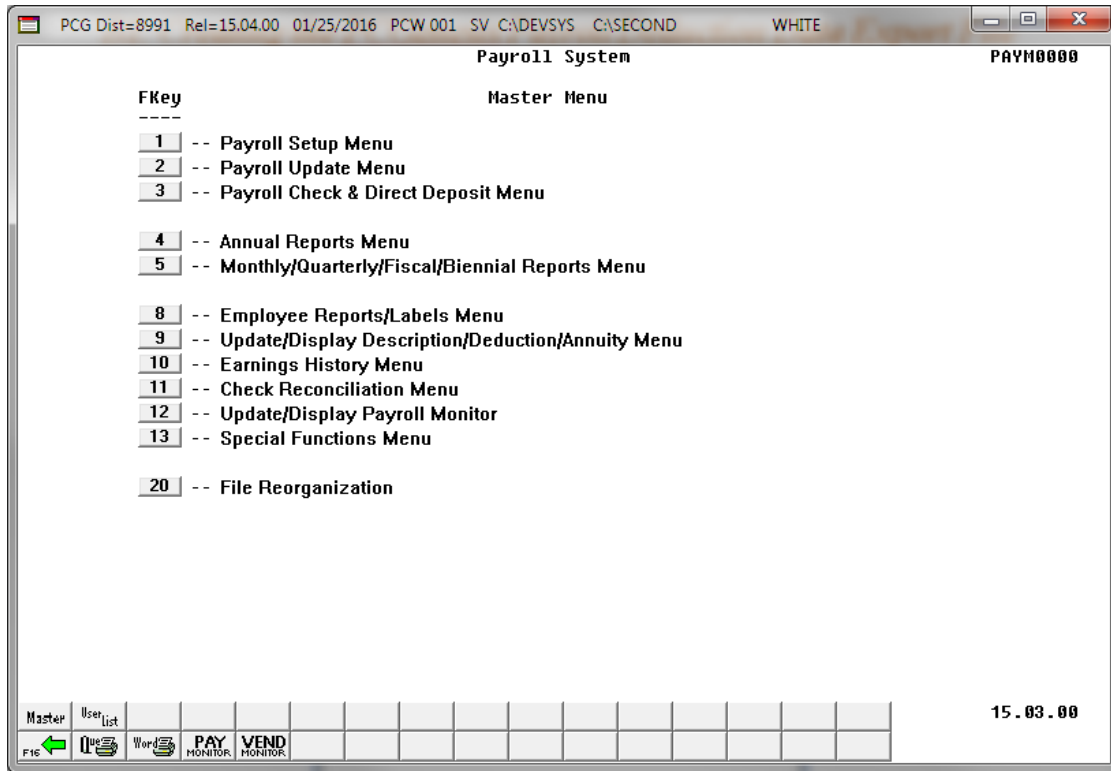 PCG Dist=8991 Rel=15.04.00 01/25/2016 PCW 001 SV C:\DEVSYS C:\SECOND WHITE
Payroll System PAYM0000
FKey Master Menu
----
1 -- Payroll Setup Menu
2 -- Payroll Update Menu
3 -- Payroll Check & Direct Deposit Menu
4 -- Annual Reports Menu
5 -- Monthly/Quarterly/Fiscal/Biennial Reports Menu
8 -- Employee Reports/Labels Menu
9 -- Update/Display Description/Deduction/Annuity Menu
10 -- Earnings History Menu
11 -- Check Reconciliation Menu
12 -- Update/Display Payroll Monitor
13 -- Special Functions Menu
20 -- File Reorganization
Master User List 15.03.00
F16 Que Word PAY MONITOR VEND MONITOR